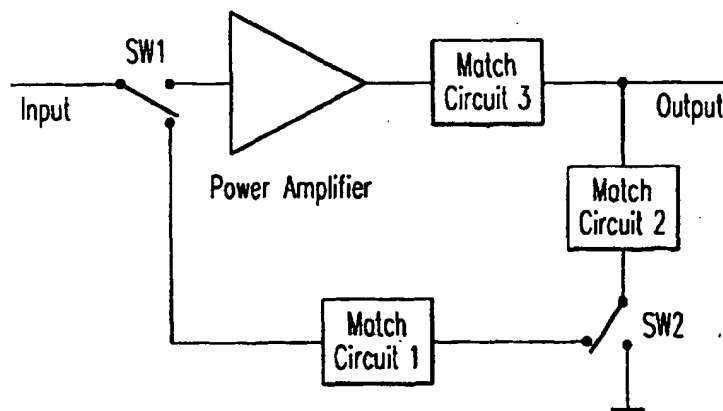 SW1
Input
Power Amplifier
Match
Circuit 3
Output
Match
Circuit 2
SW2
Match
Circuit 1